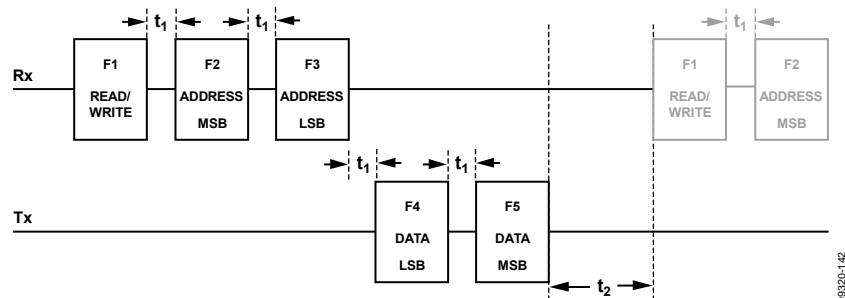 t1 t1 t1
F1 F2 F3 F1 F2
Rx
READ/ ADDRESS ADDRESS READ/ ADDRESS
WRITE MSB LSB WRITE MSB
t1 t1
F4 F5
Tx
DATA DATA
LSB MSB
t2
09320-142